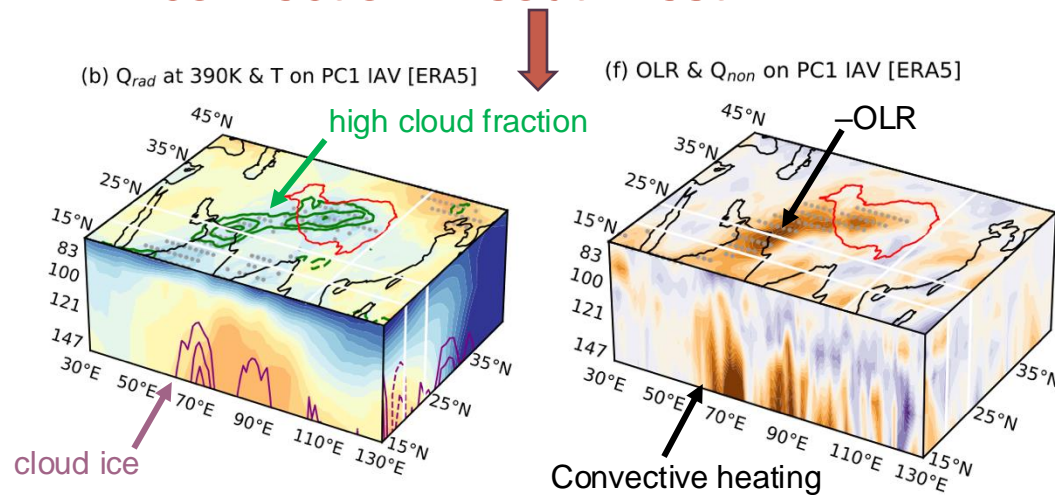 (b) Q_rad at 390K & T on PC1 IAV [ERA5]
high cloud fraction
45°N
35°N
25°N
15°N
83
100
121
147
30°E
50°E
70°E
90°E
110°E
130°E
15°N
25°N
35°N
cloud ice
(f) OLR & Q_non on PC1 IAV [ERA5]
–OLR
45°N
35°N
25°N
15°N
83
100
121
147
30°E
50°E
70°E
90°E
110°E
130°E
15°N
25°N
35°N
Convective heating